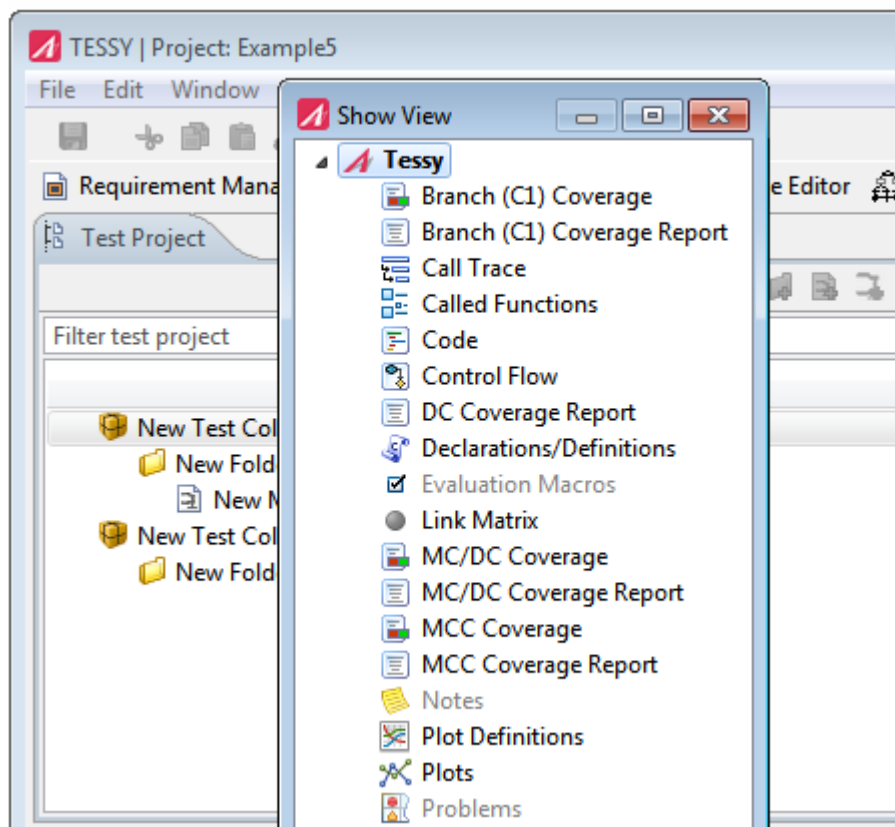 TESSY | Project: Example5
File Edit Window
Show View
Requirement Mana
e Editor
Test Project
Filter test project
New Test Col
New Fold
New M
New Test Col
New Fold
Tessy
Branch (C1) Coverage
Branch (C1) Coverage Report
Call Trace
Called Functions
Code
Control Flow
DC Coverage Report
Declarations/Definitions
Evaluation Macros
Link Matrix
MC/DC Coverage
MC/DC Coverage Report
MCC Coverage
MCC Coverage Report
Notes
Plot Definitions
Plots
Problems